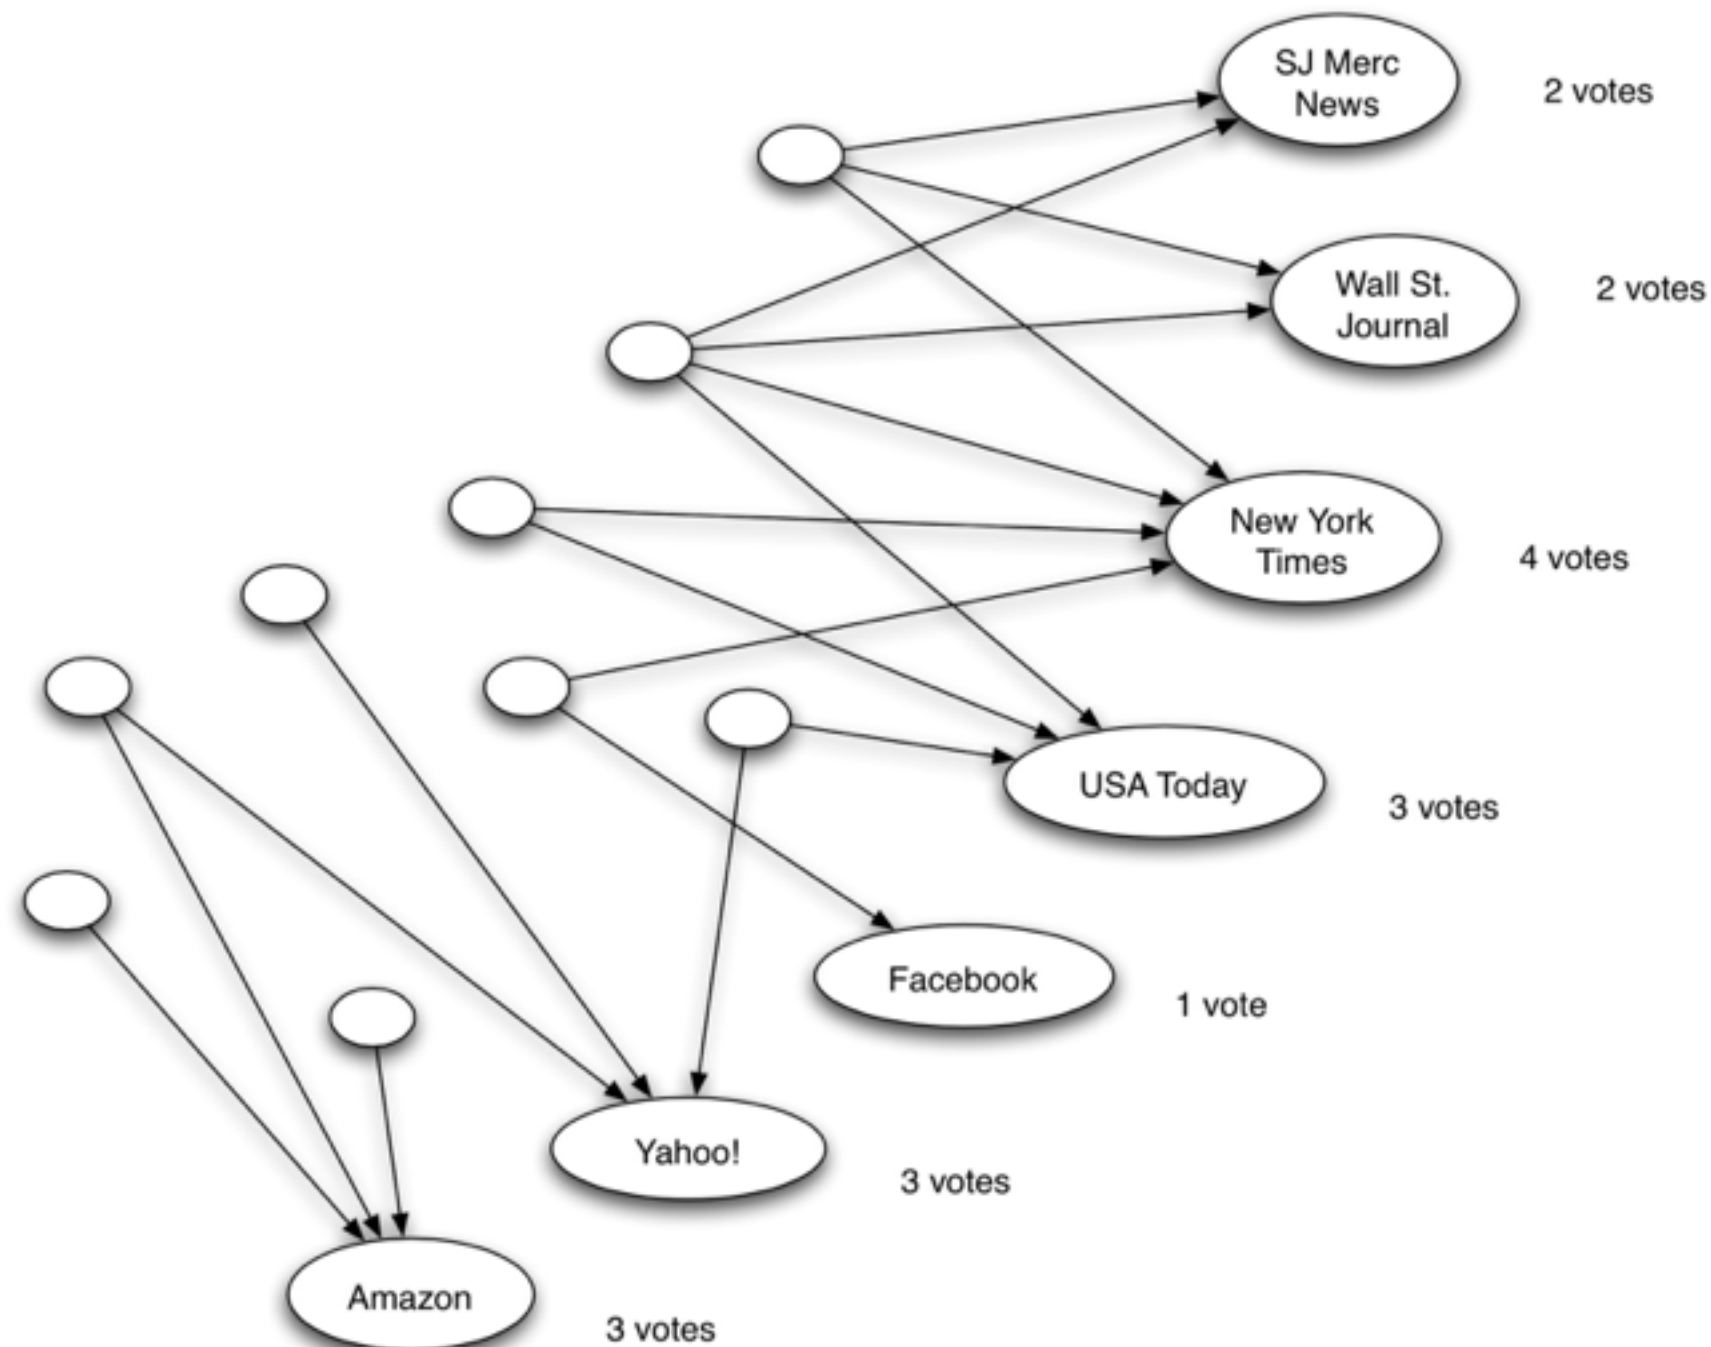 SJ Merc
News
2 votes
Wall St.
Journal
2 votes
New York
Times
4 votes
USA Today
3 votes
Facebook
1 vote
Yahoo!
3 votes
Amazon
3 votes